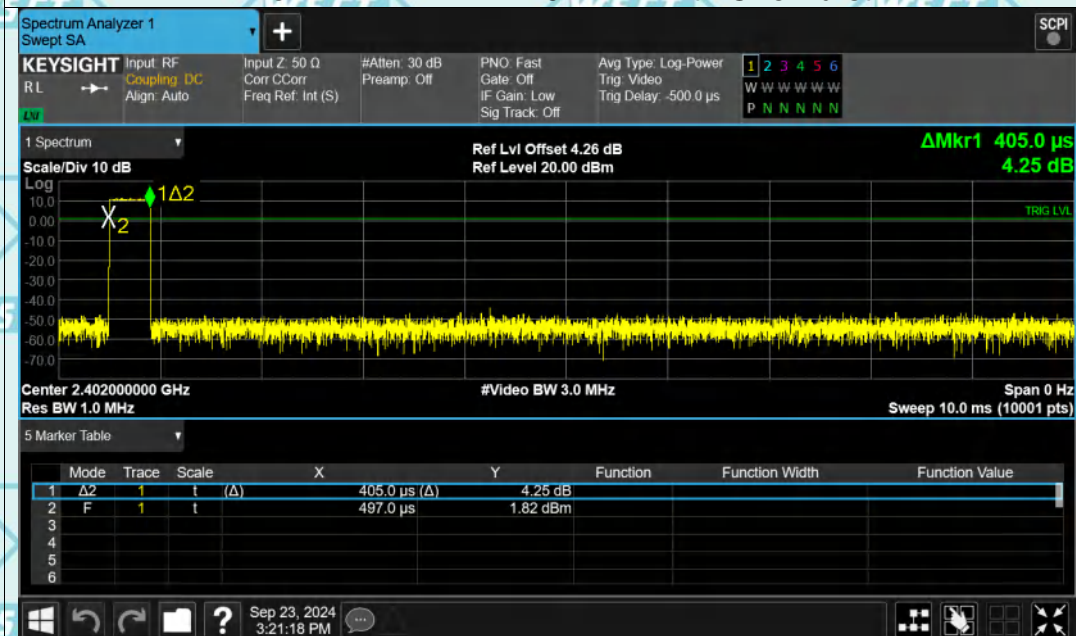 Spectrum Analyzer 1
Swept SA
+
SCPI
KEYSIGHT Input: RF Input Z: 50 Ω #Atten: 30 dB PNO: Fast Avg Type: Log-Power 1 2 3 4 5 6
RL Coupling: DC Corr CCorr Preamp: Off Gate: Off Trig: Video W W W W W W
Align: Auto Freq Ref: Int (S) IF Gain: Low Trig Delay: -500.0 µs P N N N N N
LXI Sig Track: Off
1 Spectrum Ref Lvl Offset 4.26 dB ΔMkr1 405.0 µs
Scale/Div 10 dB Ref Level 20.00 dBm 4.25 dB
Log
10.0 1Δ2
0.00 2 TRIG LVL
-10.0
-20.0
-30.0
-40.0
-50.0
-60.0
-70.0
Center 2.402000000 GHz #Video BW 3.0 MHz Span 0 Hz
Res BW 1.0 MHz Sweep 10.0 ms (10001 pts)
5 Marker Table
Mode Trace Scale X Y Function Function Width Function Value
1 Δ2 1 t (Δ) 405.0 µs (Δ) 4.25 dB
2 F 1 t 497.0 µs 1.82 dBm
3
4
5
6
? Sep 23, 2024
3:21:18 PM